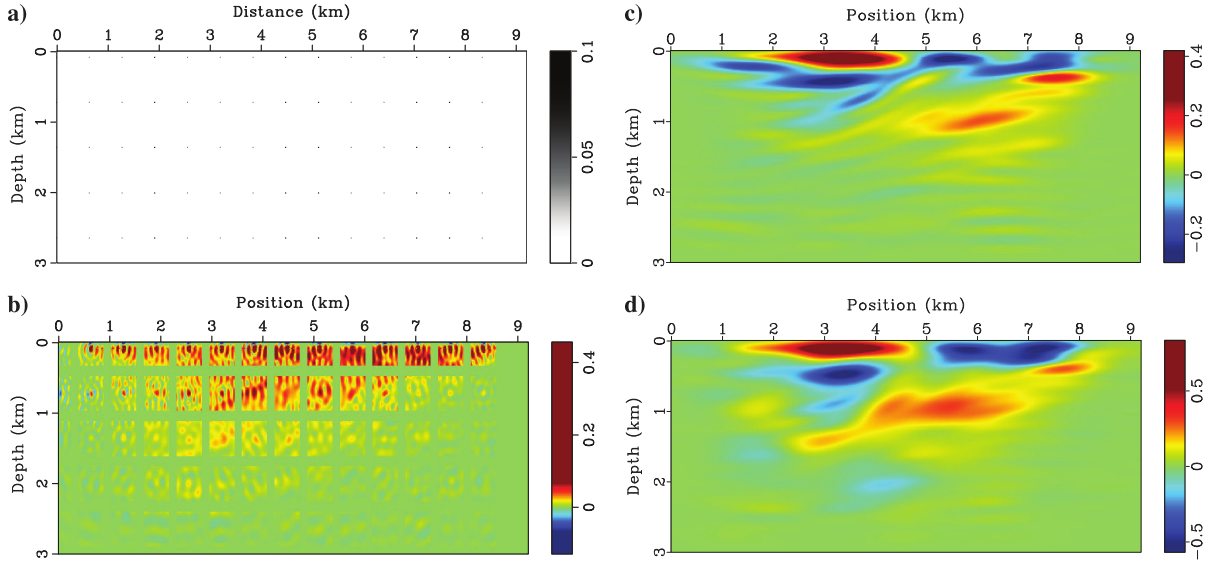 a)
Distance (km)
0 1 2 3 4 5 6 7 8 9
Depth (km)
0
1
2
3
0.1
0.05
0
b)
Position (km)
0 1 2 3 4 5 6 7 8 9
Depth (km)
0
1
2
3
0.4
0.2
0
c)
Position (km)
0 1 2 3 4 5 6 7 8 9
Depth (km)
0
1
2
3
0.4
0.2
0
−0.2
d)
Position (km)
0 1 2 3 4 5 6 7 8 9
Depth (km)
0
1
2
3
0.5
0
−0.5